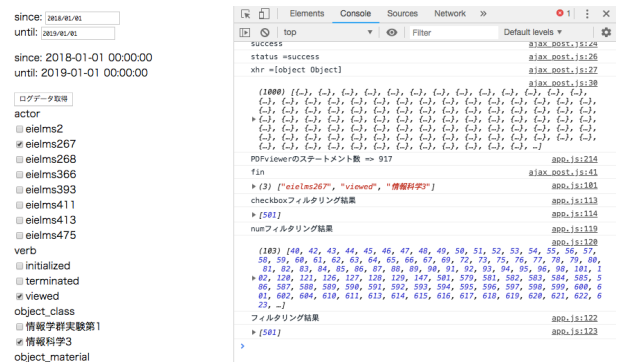 since: 2018/01/01
until: 2019/01/01
since: 2018-01-01 00:00:00
until: 2019-01-01 00:00:00
ログデータ取得
actor
eielms2
eielms267
eielms268
eielms366
eielms393
eielms411
eielms413
eielms475
verb
initialized
terminated
viewed
object_class
情報学群実験第1
情報科学3
object_material
Elements Console Sources Network » 1
top Filter Default levels ▼
success ajax_post.js:24
status =success ajax_post.js:26
xhr =[object Object] ajax_post.js:27
ajax_post.js:30
(1000) [{…}, {…}, {…}, {…}, {…}, {…}, {…}, {…}, {…}, {…}, {…},
{…}, {…}, {…}, {…}, {…}, {…}, {…}, {…}, {…}, {…}, {…}, {…},
{…}, {…}, {…}, {…}, {…}, {…}, {…}, {…}, {…}, {…}, {…}, {…},
{…}, {…}, {…}, {…}, {…}, {…}, {…}, {…}, {…}, {…}, {…}, {…},
{…}, {…}, {…}, {…}, {…}, {…}, {…}, {…}, {…}, {…}, {…}, {…},
{…}, {…}, {…}, {…}, {…}, {…}, {…}, {…}, {…}, {…}, {…}, {…},
{…}, {…}, {…}, {…}, {…}, {…}, {…}, {…}, {…}, …]
PDFviewerのステートメント数 => 917 app.js:214
fin ajax_post.js:41
(3) ["eielms267", "viewed", "情報科学3"] app.js:101
checkboxフィルタリング結果 app.js:113
[501] app.js:114
numフィルタリング結果 app.js:119
app.js:120
(103) [40, 42, 43, 44, 45, 46, 47, 48, 49, 50, 51, 52, 53, 54, 55, 56, 57,
58, 59, 60, 61, 62, 63, 64, 65, 66, 67, 69, 72, 73, 75, 76, 77, 78, 79, 80,
81, 82, 83, 84, 85, 86, 87, 88, 89, 90, 91, 92, 93, 94, 95, 96, 98, 101, 1
02, 120, 121, 126, 127, 128, 129, 147, 501, 579, 581, 582, 583, 584, 585, 5
86, 587, 588, 589, 590, 591, 592, 593, 594, 595, 596, 597, 598, 599, 600, 6
01, 602, 604, 610, 611, 613, 614, 615, 616, 617, 618, 619, 620, 621, 622, 6
23, …]
フィルタリング結果 app.js:122
[501] app.js:123